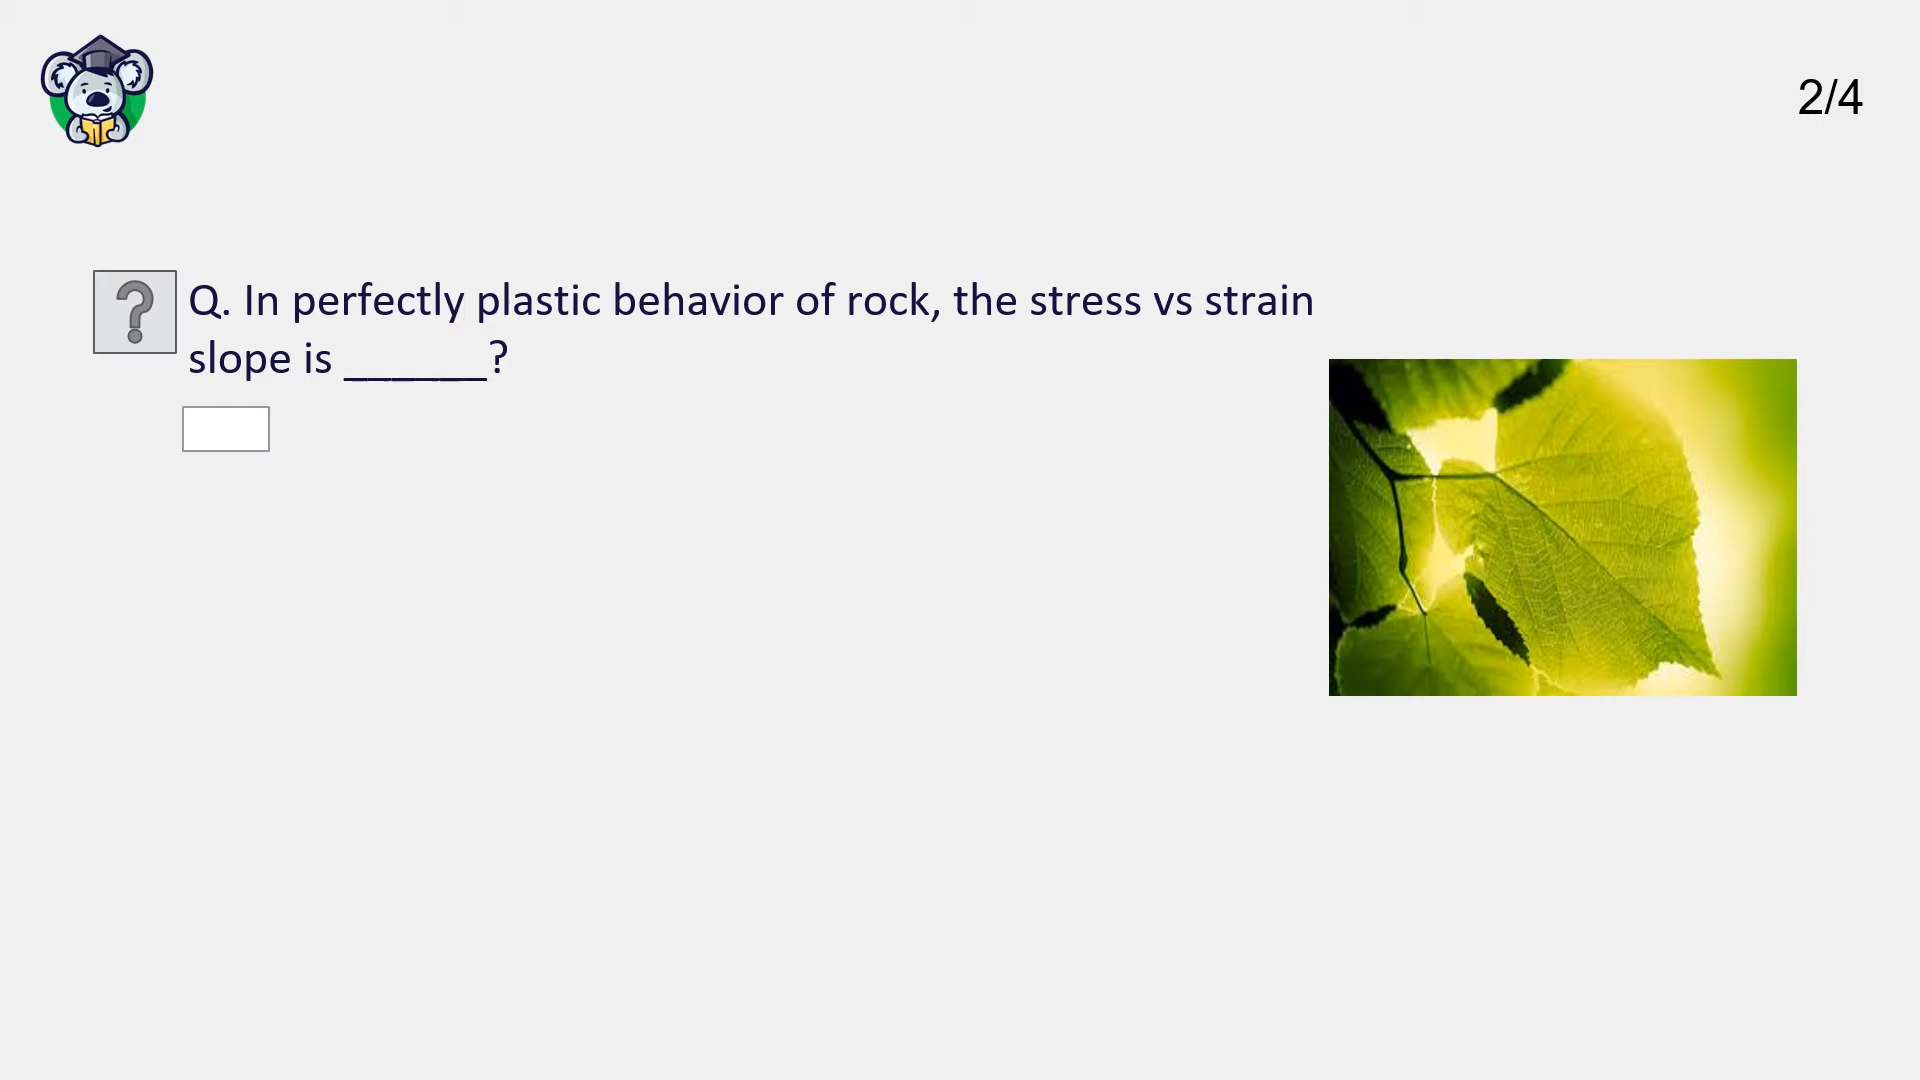 2/4
Q. In perfectly plastic behavior of rock, the stress vs strain
slope is ______?